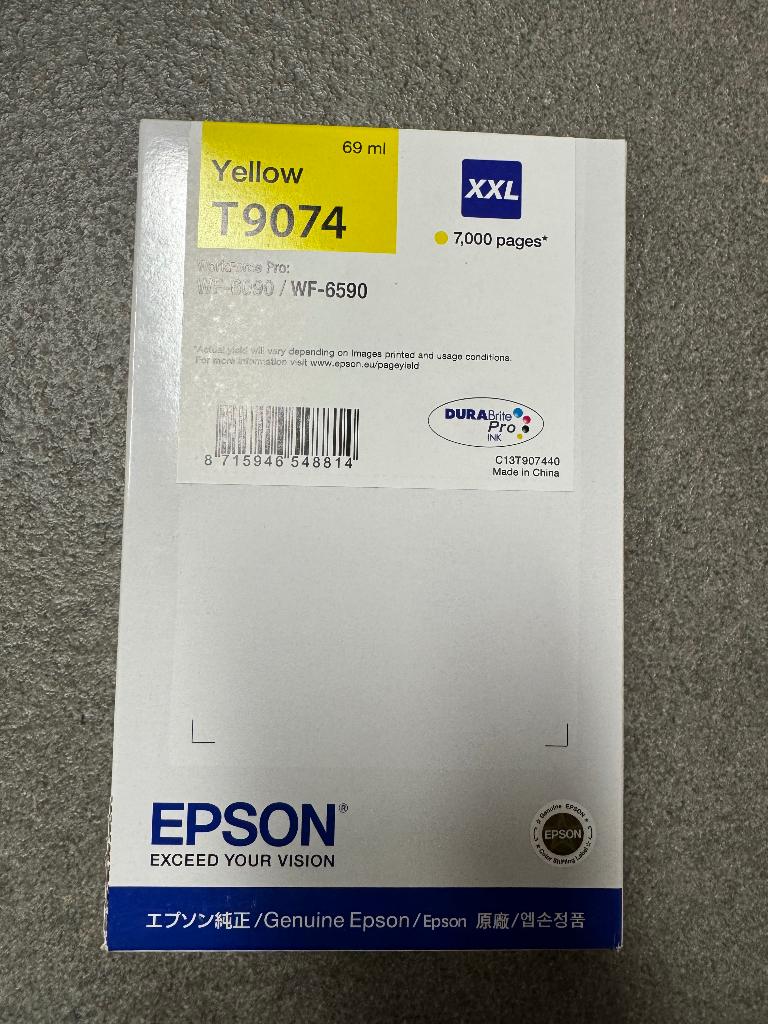 69 ml
Yellow
T9074
XXL
7,000 pages*
WorkForce Pro:
WF-6090 / WF-6590
*Actual yield will vary depending on images printed and usage conditions.
For more information visit www.epson.eu/pageyield
DURABrite
Pro
INK
8 715946 548814
C13T907440
Made in China
EPSON®
EXCEED YOUR VISION
Genuine EPSON
EPSON
Color Shifting Label
エプソン純正/Genuine Epson/Epson 原廠/엡손정품